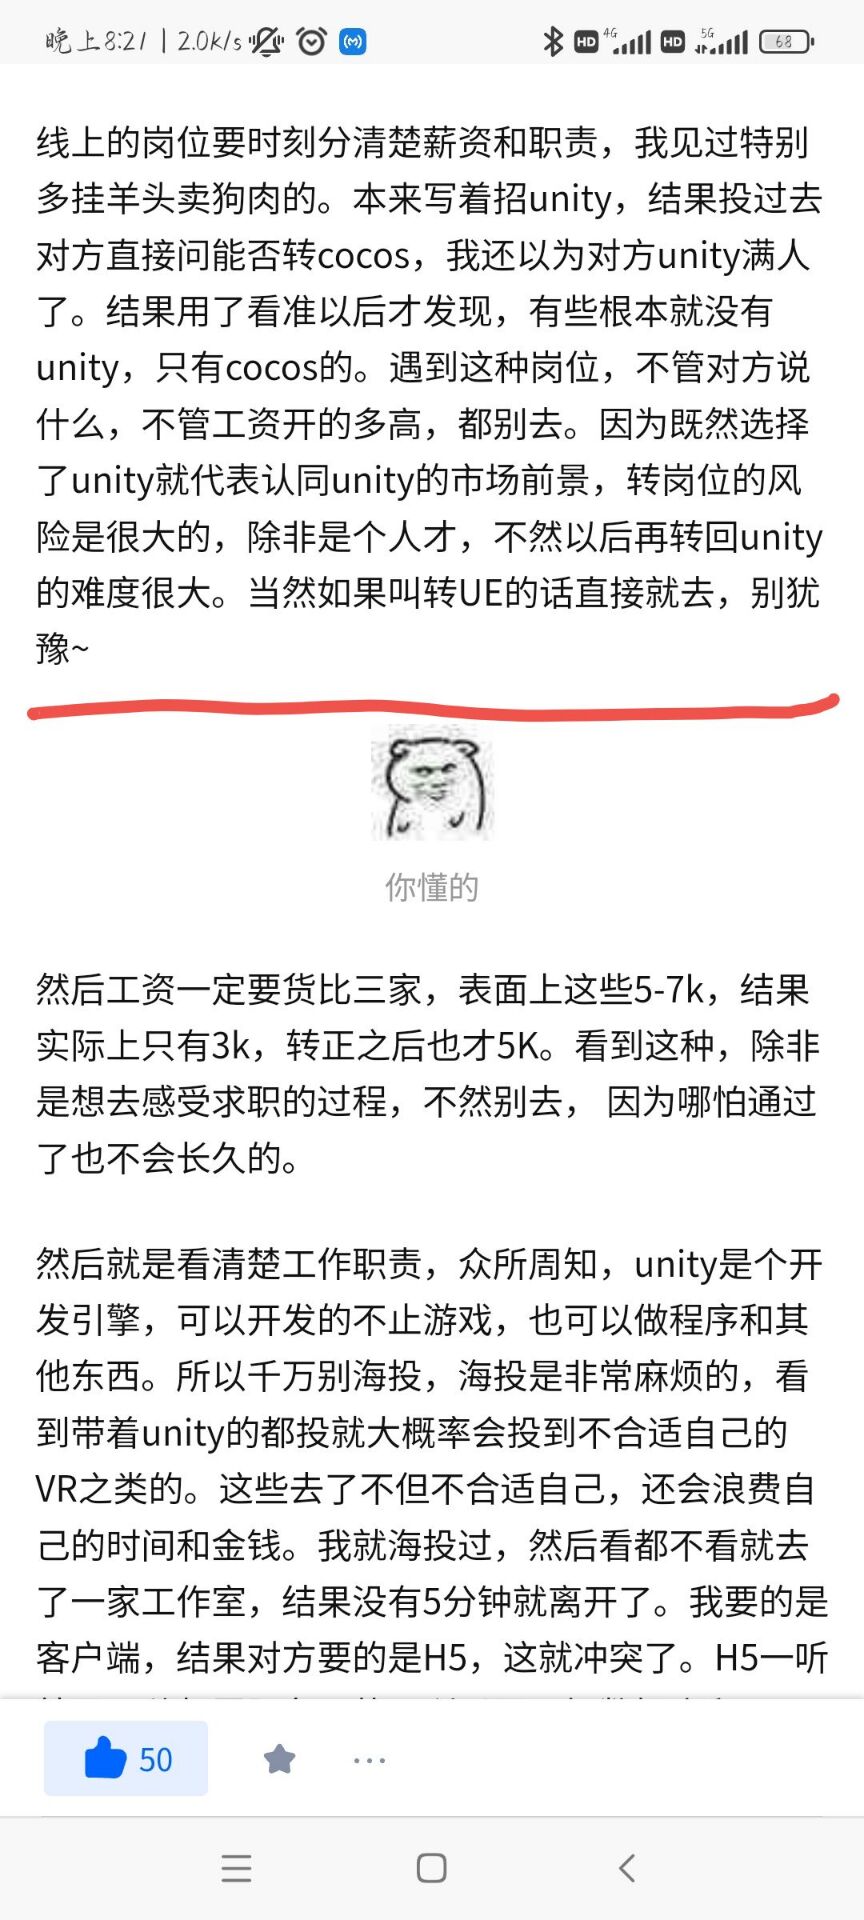 晚上8:21 | 2.0K/s
HD 4G HD 5G 68
线上的岗位要时刻分清楚薪资和职责，我见过特别
多挂羊头卖狗肉的。本来写着招unity，结果投过去
对方直接问能否转cocos，我还以为对方unity满人
了。结果用了看准以后才发现，有些根本就没有
unity，只有cocos的。遇到这种岗位，不管对方说
什么，不管工资开的多高，都别去。因为既然选择
了unity就代表认同unity的市场前景，转岗位的风
险是很大的，除非是个人才，不然以后再转回unity
的难度很大。当然如果叫转UE的话直接就去，别犹
豫~
你懂的
然后工资一定要货比三家，表面上这些5-7k，结果
实际上只有3k，转正之后也才5K。看到这种，除非
是想去感受求职的过程，不然别去， 因为哪怕通过
了也不会长久的。
然后就是看清楚工作职责，众所周知，unity是个开
发引擎，可以开发的不止游戏，也可以做程序和其
他东西。所以千万别海投，海投是非常麻烦的，看
到带着unity的都投就大概率会投到不合适自己的
VR之类的。这些去了不但不合适自己，还会浪费自
己的时间和金钱。我就海投过，然后看都不看就去
了一家工作室，结果没有5分钟就离开了。我要的是
客户端，结果对方要的是H5，这就冲突了。H5一听
50